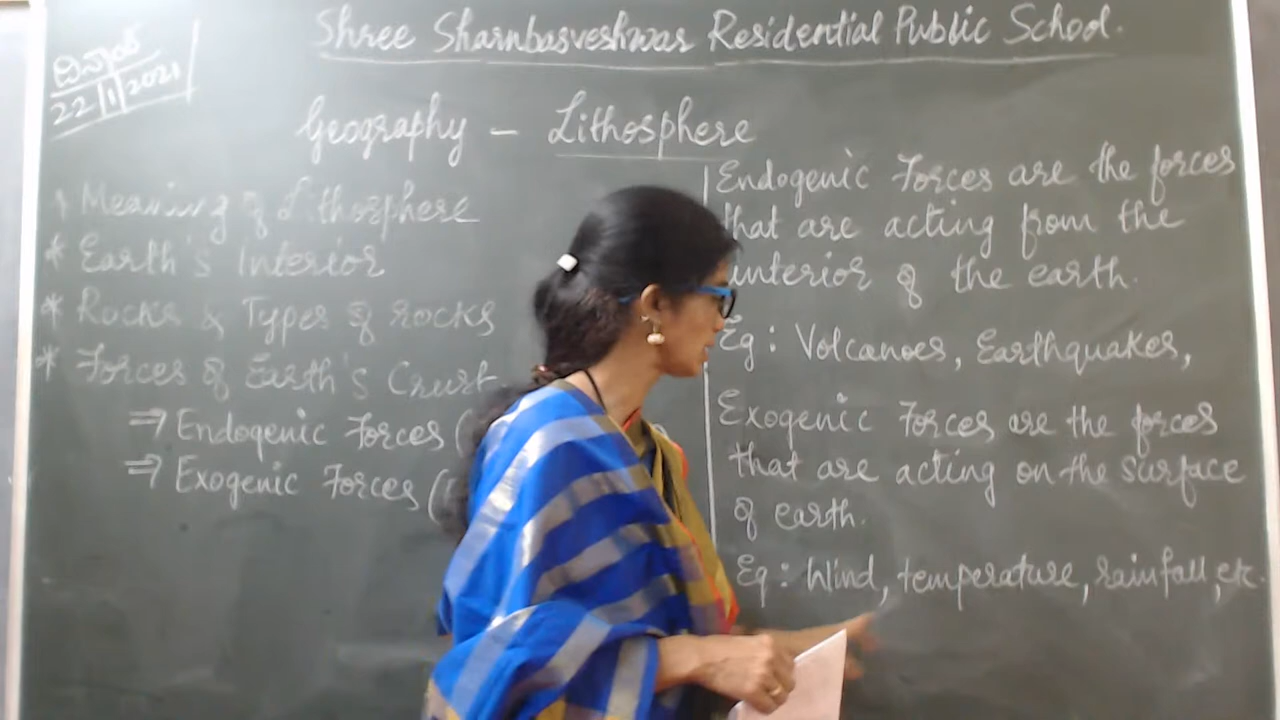 Shree Sharnbasveshwar Residential Public School.
ದಿನಾಂಕ
22/1/2021
Geography - Lithosphere
* Meaning of Lithosphere
* Earth's Interior
* Rocks & Types of rocks
* Forces of Earth's Crust
⇒ Endogenic Forces (
⇒ Exogenic Forces (
Endogenic Forces are the forces
that are acting from the
interior of the earth.
Eg: Volcanoes, Earthquakes,
Exogenic Forces are the forces
that are acting on the surface
of earth.
Eg: Wind, temperature, rainfall, etc.